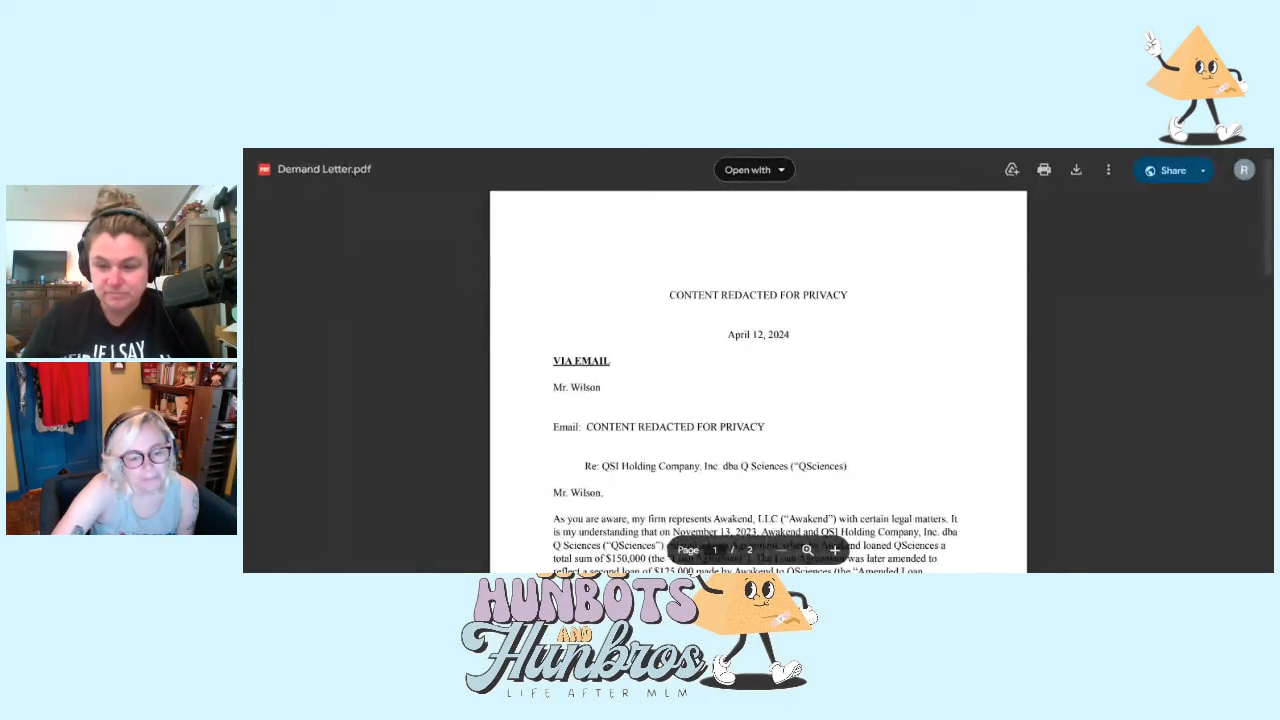 Demand Letter.pdf
Open with
Share
R
CONTENT REDACTED FOR PRIVACY
April 12, 2024
VIA EMAIL
Mr. Wilson
Email: CONTENT REDACTED FOR PRIVACY
Re: QSI Holding Company, Inc. dba Q Sciences (“QSciences)
Mr. Wilson,
As you are aware, my firm represents Awakend, LLC (“Awakend”) with certain legal matters. It
is my understanding that on November 13, 2023, Awakend and QSI Holding Company, Inc. dba
Q Sciences (“QSciences”) loaned QSciences a
total sum of $150,000 (the was later amended to
reflect a second loan of $125,000 made by Awakend to QSciences (the “Amended Loan
Page 1 / 2
IF I SAY
HUNBOTS
AND
Hunbros
LIFE AFTER MLM